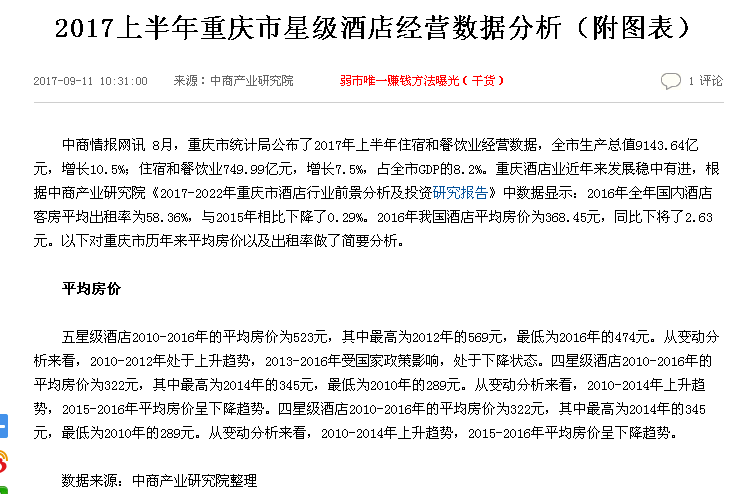 2017上半年重庆市星级酒店经营数据分析（附图表）
2017-09-11 10:31:00 来源：中商产业研究院 弱市唯一赚钱方法曝光（干货） 1 评论
中商情报网讯 8月，重庆市统计局公布了2017年上半年住宿和餐饮业经营数据，全市生产总值9143.64亿
元，增长10.5%；住宿和餐饮业749.99亿元，增长7.5%，占全市GDP的8.2%。重庆酒店业近年来发展稳中有进，根
据中商产业研究院《2017-2022年重庆市酒店行业前景分析及投资研究报告》中数据显示：2016年全年国内酒店
客房平均出租率为58.36%，与2015年相比下降了0.29%。2016年我国酒店平均房价为368.45元，同比下将了2.63
元。以下对重庆市历年来平均房价以及出租率做了简要分析。
平均房价
五星级酒店2010-2016年的平均房价为523元，其中最高为2012年的569元，最低为2016年的474元。从变动分
析来看，2010-2012年处于上升趋势，2013-2016年受国家政策影响，处于下降状态。四星级酒店2010-2016年的
平均房价为322元，其中最高为2014年的345元，最低为2010年的289元。从变动分析来看，2010-2014年上升趋
势，2015-2016年平均房价呈下降趋势。四星级酒店2010-2016年的平均房价为322元，其中最高为2014年的345
元，最低为2010年的289元。从变动分析来看，2010-2014年上升趋势，2015-2016年平均房价呈下降趋势。
数据来源：中商产业研究院整理